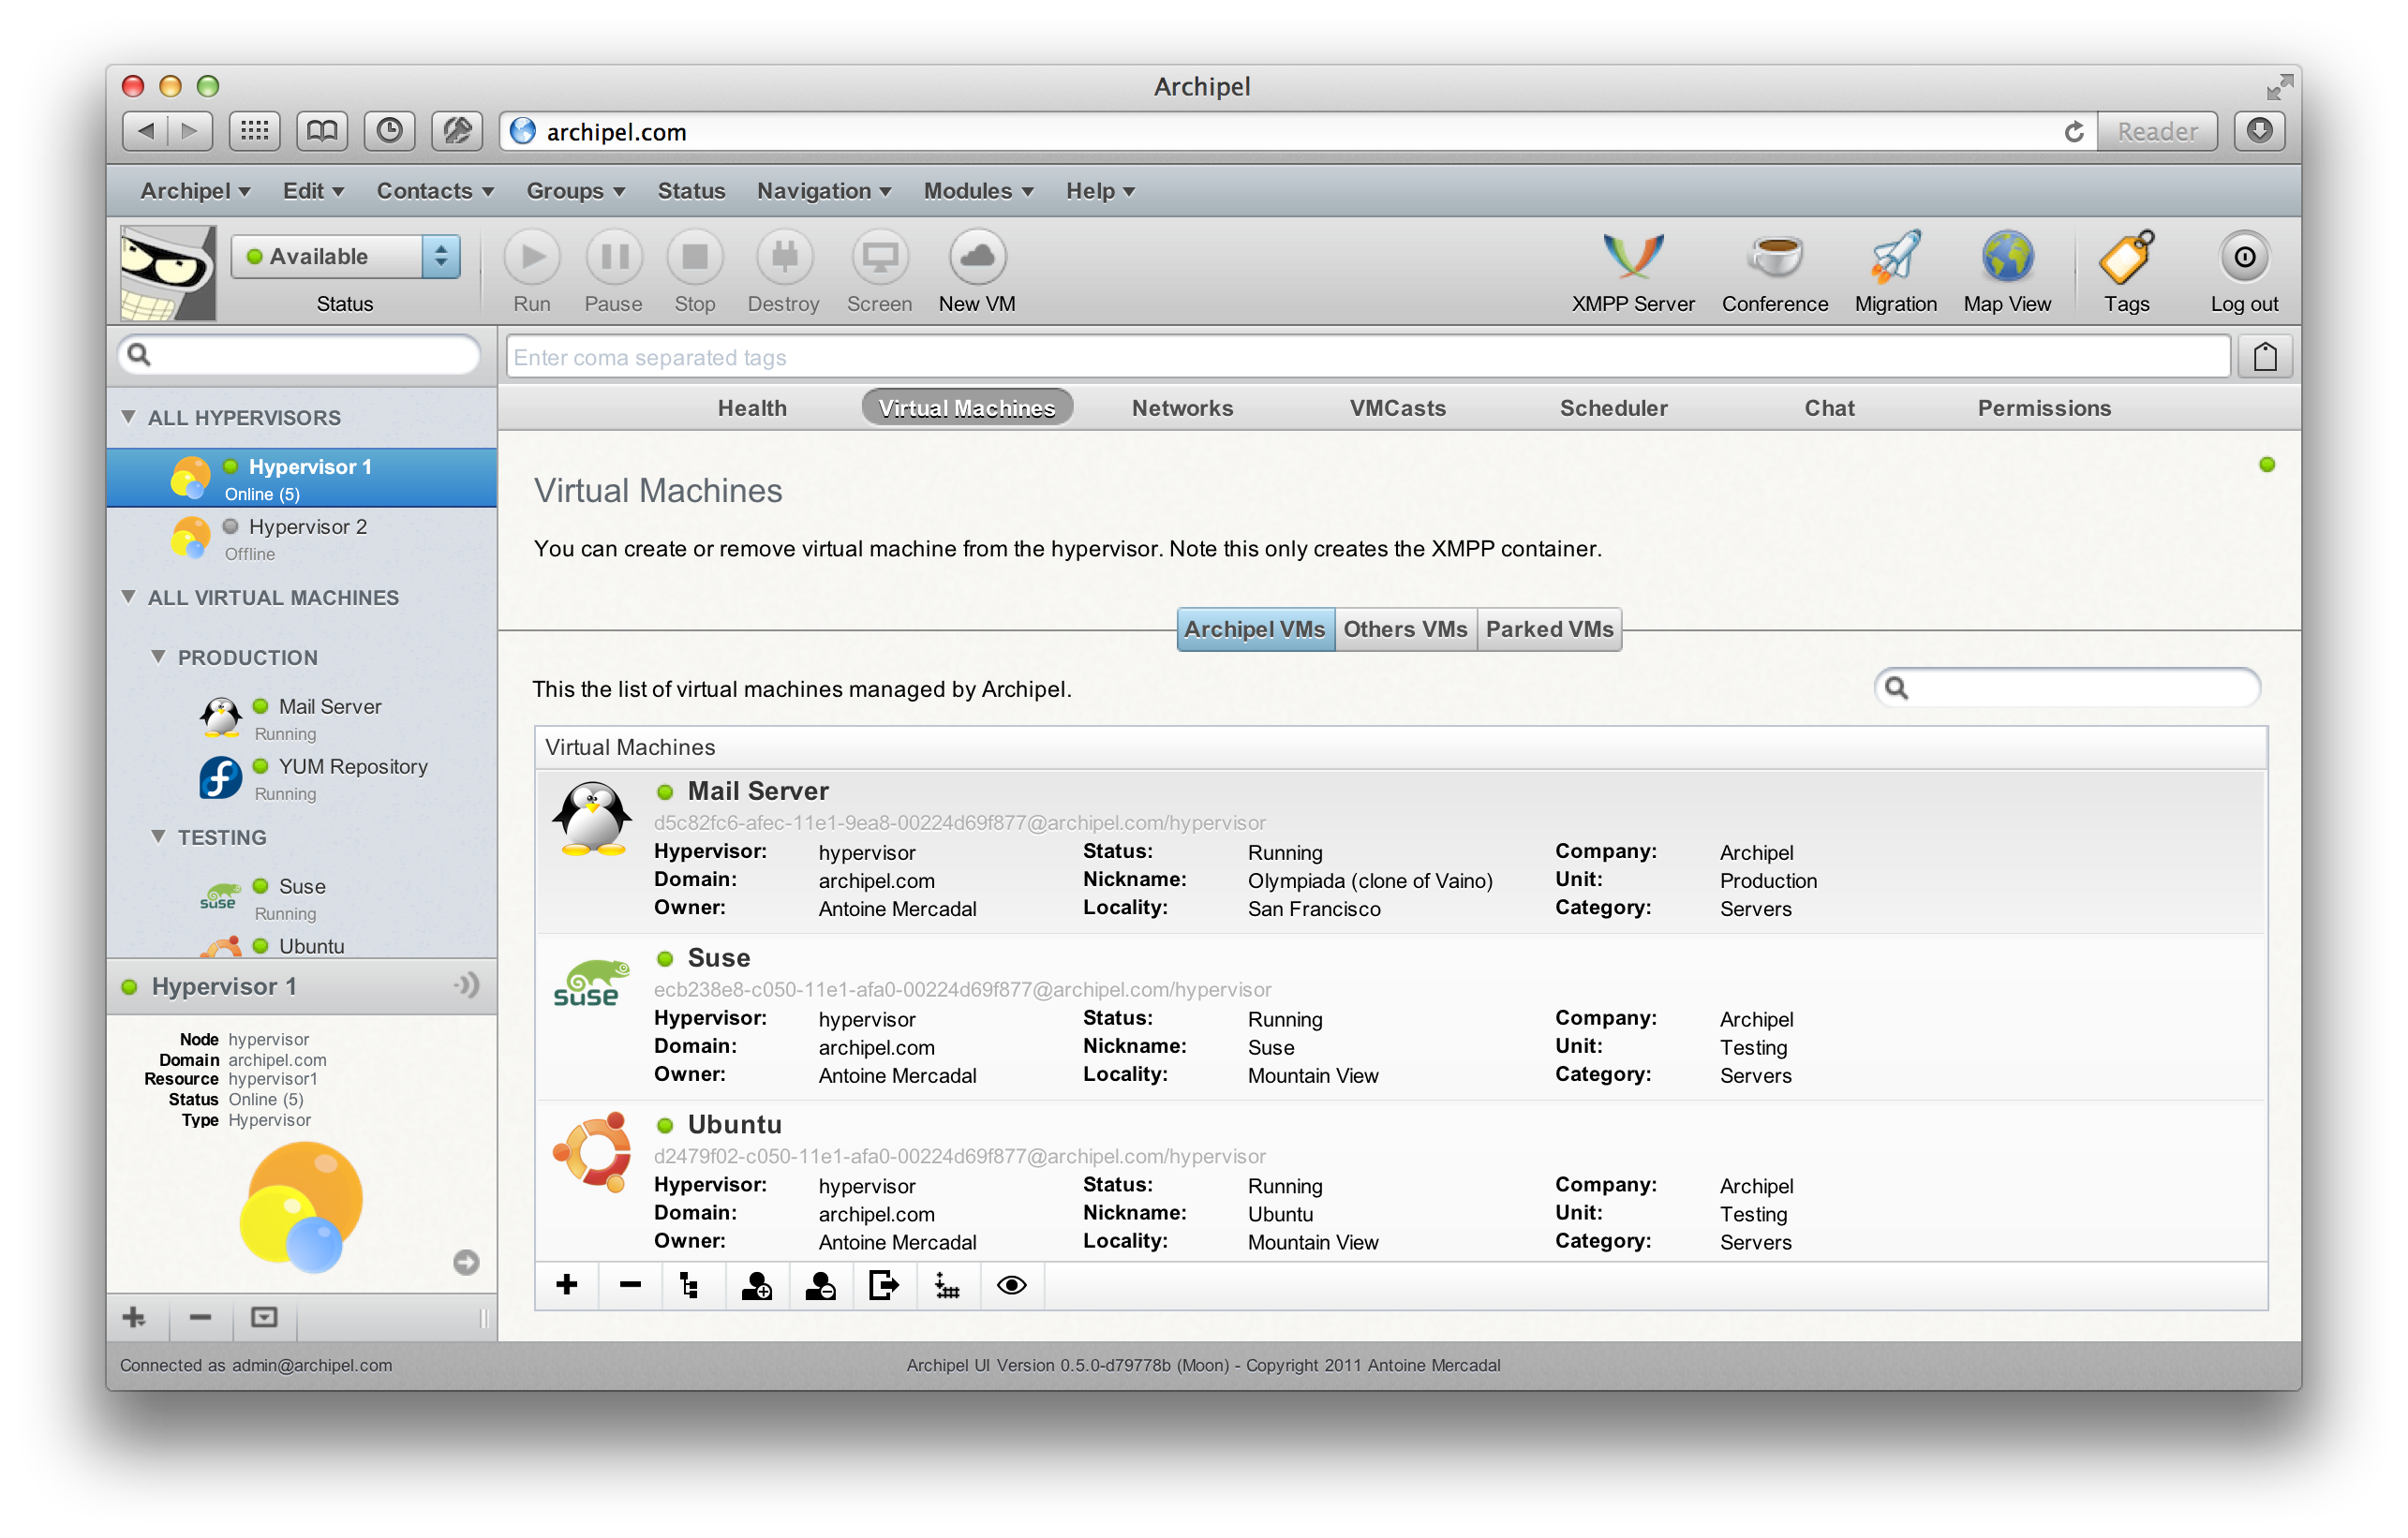 Archipel
archipel.com
Reader
Archipel Edit Contacts Groups Status Navigation Modules Help
Available
Status
Run Pause Stop Destroy Screen New VM
XMPP Server Conference Migration Map View Tags Log out
Enter coma separated tags
Health Virtual Machines Networks VMCasts Scheduler Chat Permissions
ALL HYPERVISORS
Hypervisor 1
Online (5)
Hypervisor 2
Offline
ALL VIRTUAL MACHINES
PRODUCTION
Mail Server
Running
YUM Repository
Running
TESTING
Suse
Running
Ubuntu
Hypervisor 1
Node hypervisor
Domain archipel.com
Resource hypervisor1
Status Online (5)
Type Hypervisor
Virtual Machines
You can create or remove virtual machine from the hypervisor. Note this only creates the XMPP container.
Archipel VMs Others VMs Parked VMs
This the list of virtual machines managed by Archipel.
Virtual Machines
Mail Server
d5c82fc6-afec-11e1-9ea8-00224d69f877@archipel.com/hypervisor
Hypervisor: hypervisor Status: Running Company: Archipel
Domain: archipel.com Nickname: Olympiada (clone of Vaino) Unit: Production
Owner: Antoine Mercadal Locality: San Francisco Category: Servers
suse
Suse
ecb238e8-c050-11e1-afa0-00224d69f877@archipel.com/hypervisor
Hypervisor: hypervisor Status: Running Company: Archipel
Domain: archipel.com Nickname: Suse Unit: Testing
Owner: Antoine Mercadal Locality: Mountain View Category: Servers
Ubuntu
d2479f02-c050-11e1-afa0-00224d69f877@archipel.com/hypervisor
Hypervisor: hypervisor Status: Running Company: Archipel
Domain: archipel.com Nickname: Ubuntu Unit: Testing
Owner: Antoine Mercadal Locality: Mountain View Category: Servers
Connected as admin@archipel.com
Archipel UI Version 0.5.0-d79778b (Moon) - Copyright 2011 Antoine Mercadal